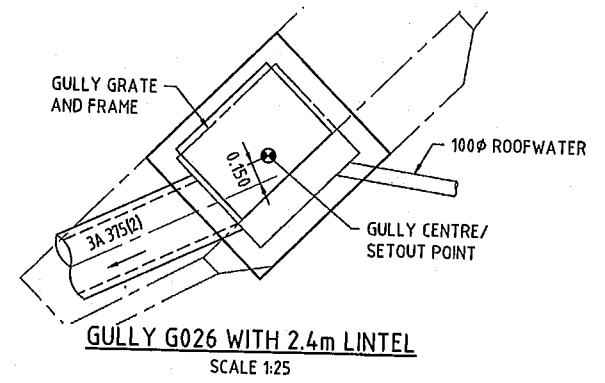 GULLY GRATE
AND FRAME
100φ ROOFWATER
0.150
3A 375(2)
GULLY CENTRE/
SETOUT POINT
GULLY G026 WITH 2.4m LINTEL
SCALE 1:25